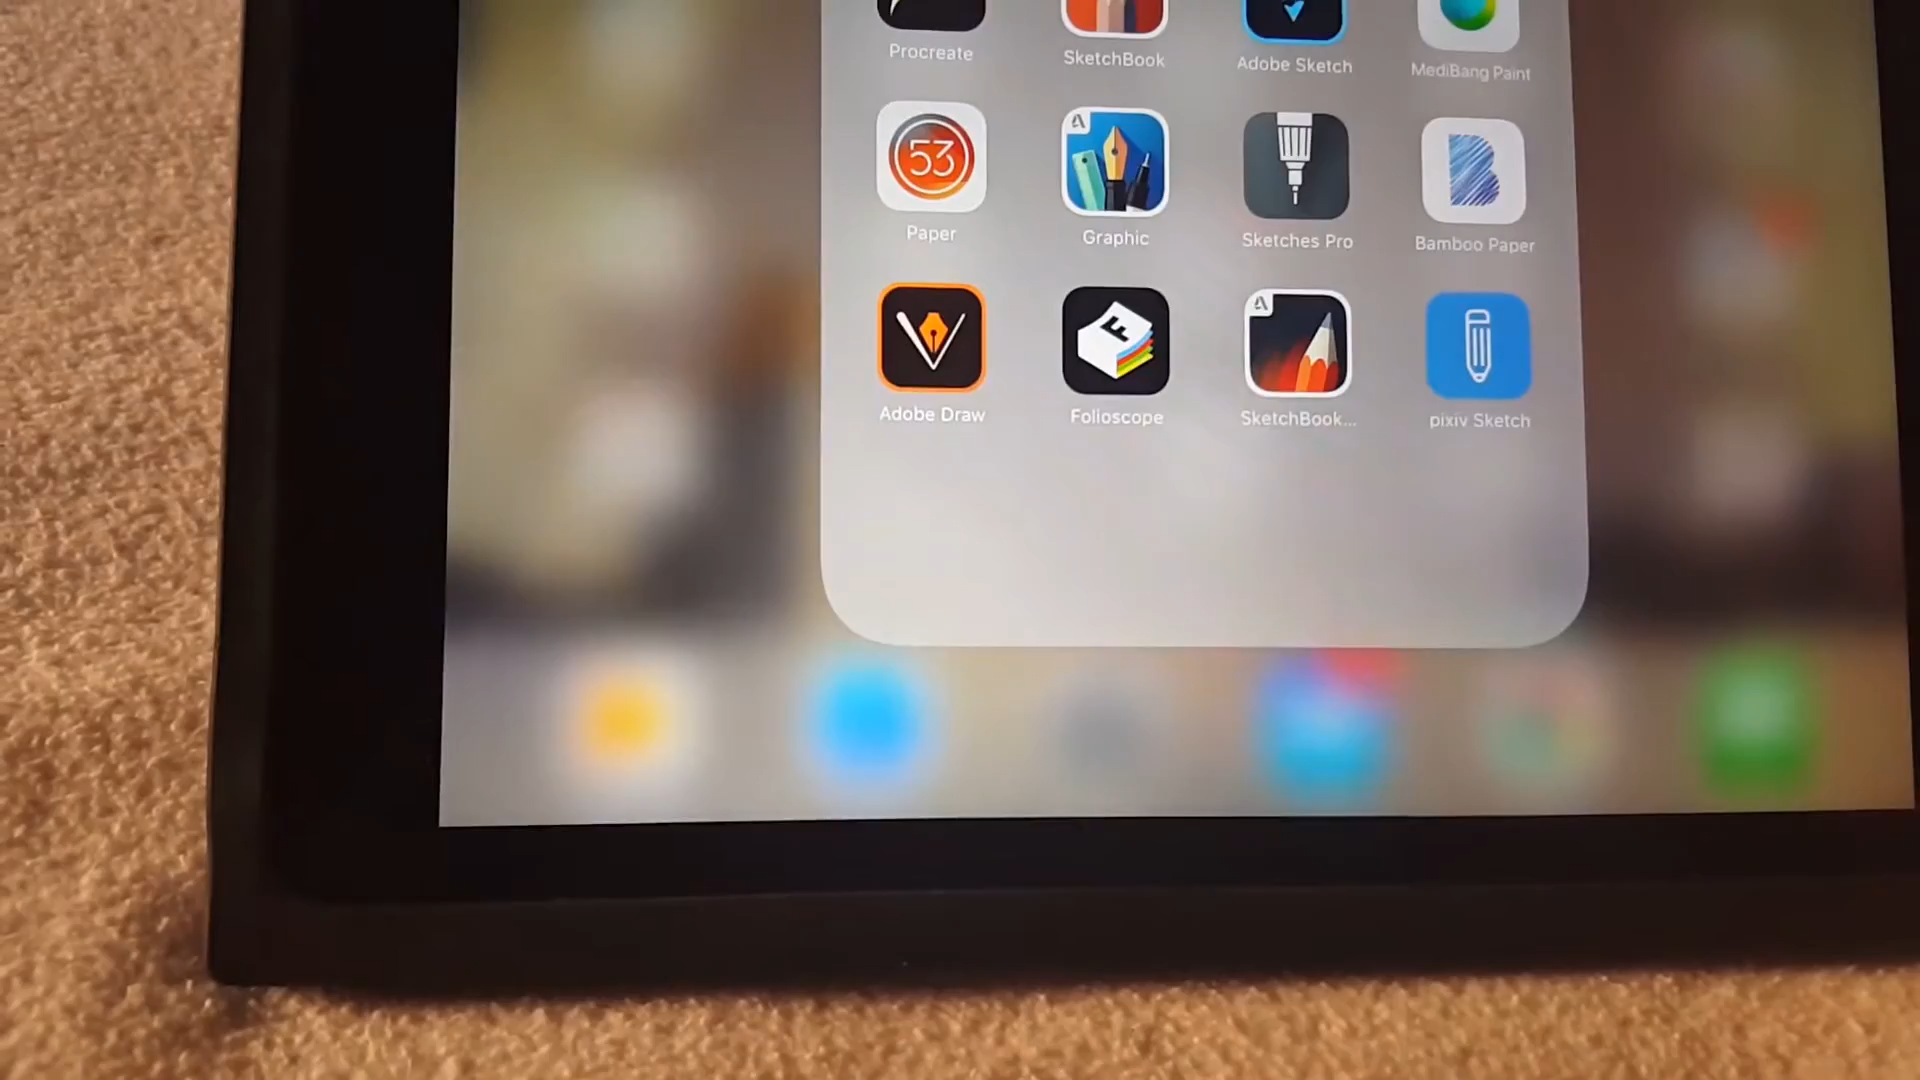 Procreate
SketchBook
Adobe Sketch
MediBang Paint
53
Paper
Graphic
Sketches Pro
B
Bamboo Paper
F
Adobe Draw
Folioscope
SketchBook...
pixiv Sketch